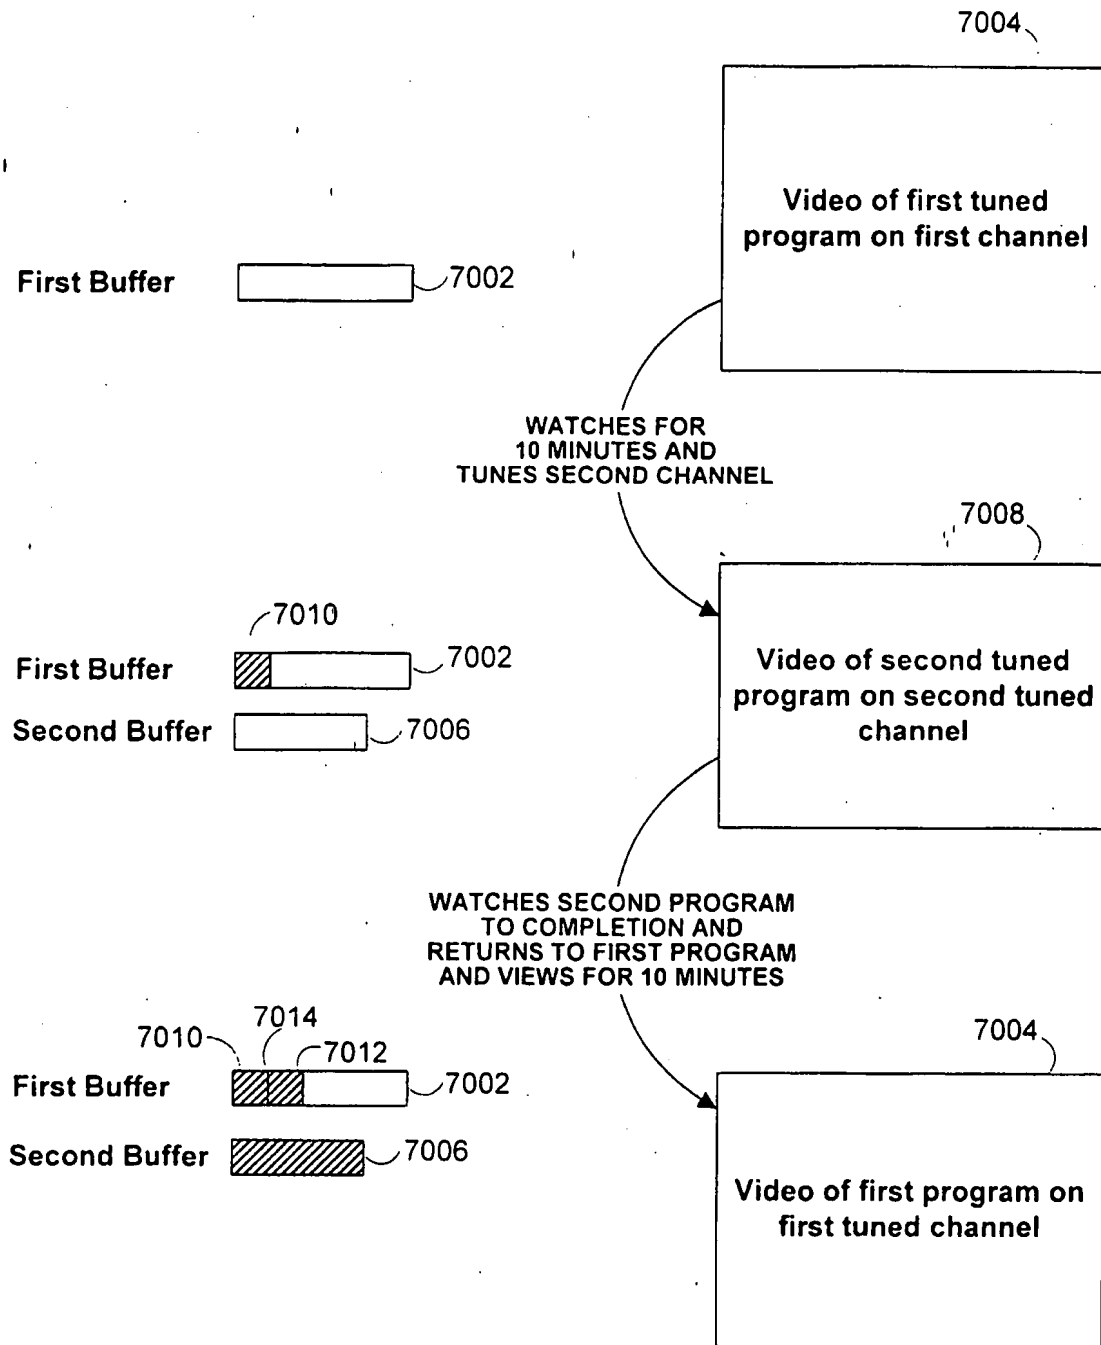 7004
Video of first tuned
program on first channel
First Buffer
7002
WATCHES FOR
10 MINUTES AND
TUNES SECOND CHANNEL
7008
7010
First Buffer
7002
Second Buffer
7006
Video of second tuned
program on second tuned
channel
WATCHES SECOND PROGRAM
TO COMPLETION AND
RETURNS TO FIRST PROGRAM
AND VIEWS FOR 10 MINUTES
7010
7014
7012
7004
First Buffer
7002
Second Buffer
7006
Video of first program on
first tuned channel